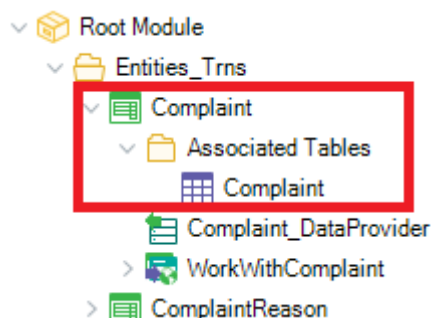 Root Module
Entities_Trns
Complaint
Associated Tables
Complaint
Complaint_DataProvider
WorkWithComplaint
ComplaintReason